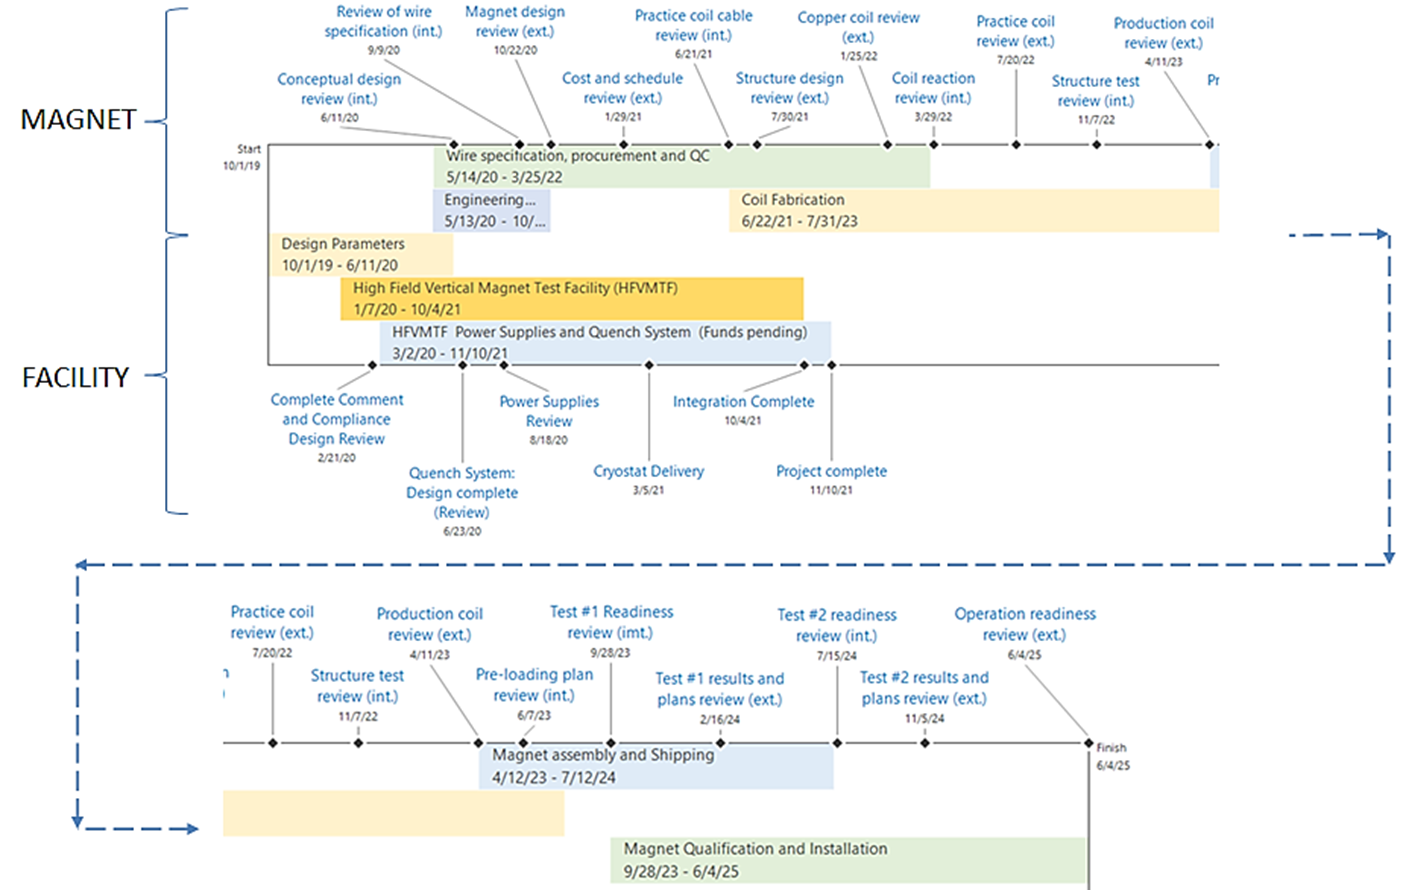 MAGNET
Review of wire
specification (int.)
9/9/20
Magnet design
review (ext.)
10/22/20
Practice coil cable
review (int.)
6/21/21
Copper coil review
(ext.)
1/25/22
Practice coil
review (ext.)
7/20/22
Production coil
review (ext.)
4/11/23
Conceptual design
review (int.)
6/11/20
Cost and schedule
review (ext.)
1/29/21
Structure design
review (ext.)
7/30/21
Coil reaction
review (int.)
3/29/22
Structure test
review (int.)
11/7/22
Pr
Start
10/1/19
Wire specification, procurement and QC
5/14/20 - 3/25/22
Engineering...
5/13/20 - 10/...
Coil Fabrication
6/22/21 - 7/31/23
Design Parameters
10/1/19 - 6/11/20
High Field Vertical Magnet Test Facility (HFVMTF)
1/7/20 - 10/4/21
HFVMTF Power Supplies and Quench System (Funds pending)
3/2/20 - 11/10/21
FACILITY
Complete Comment
and Compliance
Design Review
2/21/20
Power Supplies
Review
8/18/20
Integration Complete
10/4/21
Quench System:
Design complete
(Review)
6/23/20
Cryostat Delivery
3/5/21
Project complete
11/10/21
Practice coil
review (ext.)
7/20/22
Production coil
review (ext.)
4/11/23
Test #1 Readiness
review (imt.)
9/28/23
Test #2 readiness
review (int.)
7/15/24
Operation readiness
review (ext.)
6/4/25
Structure test
review (int.)
11/7/22
Pre-loading plan
review (int.)
6/7/23
Test #1 results and
plans review (ext.)
2/16/24
Test #2 results and
plans review (ext.)
11/5/24
Magnet assembly and Shipping
4/12/23 - 7/12/24
Finish
6/4/25
Magnet Qualification and Installation
9/28/23 - 6/4/25